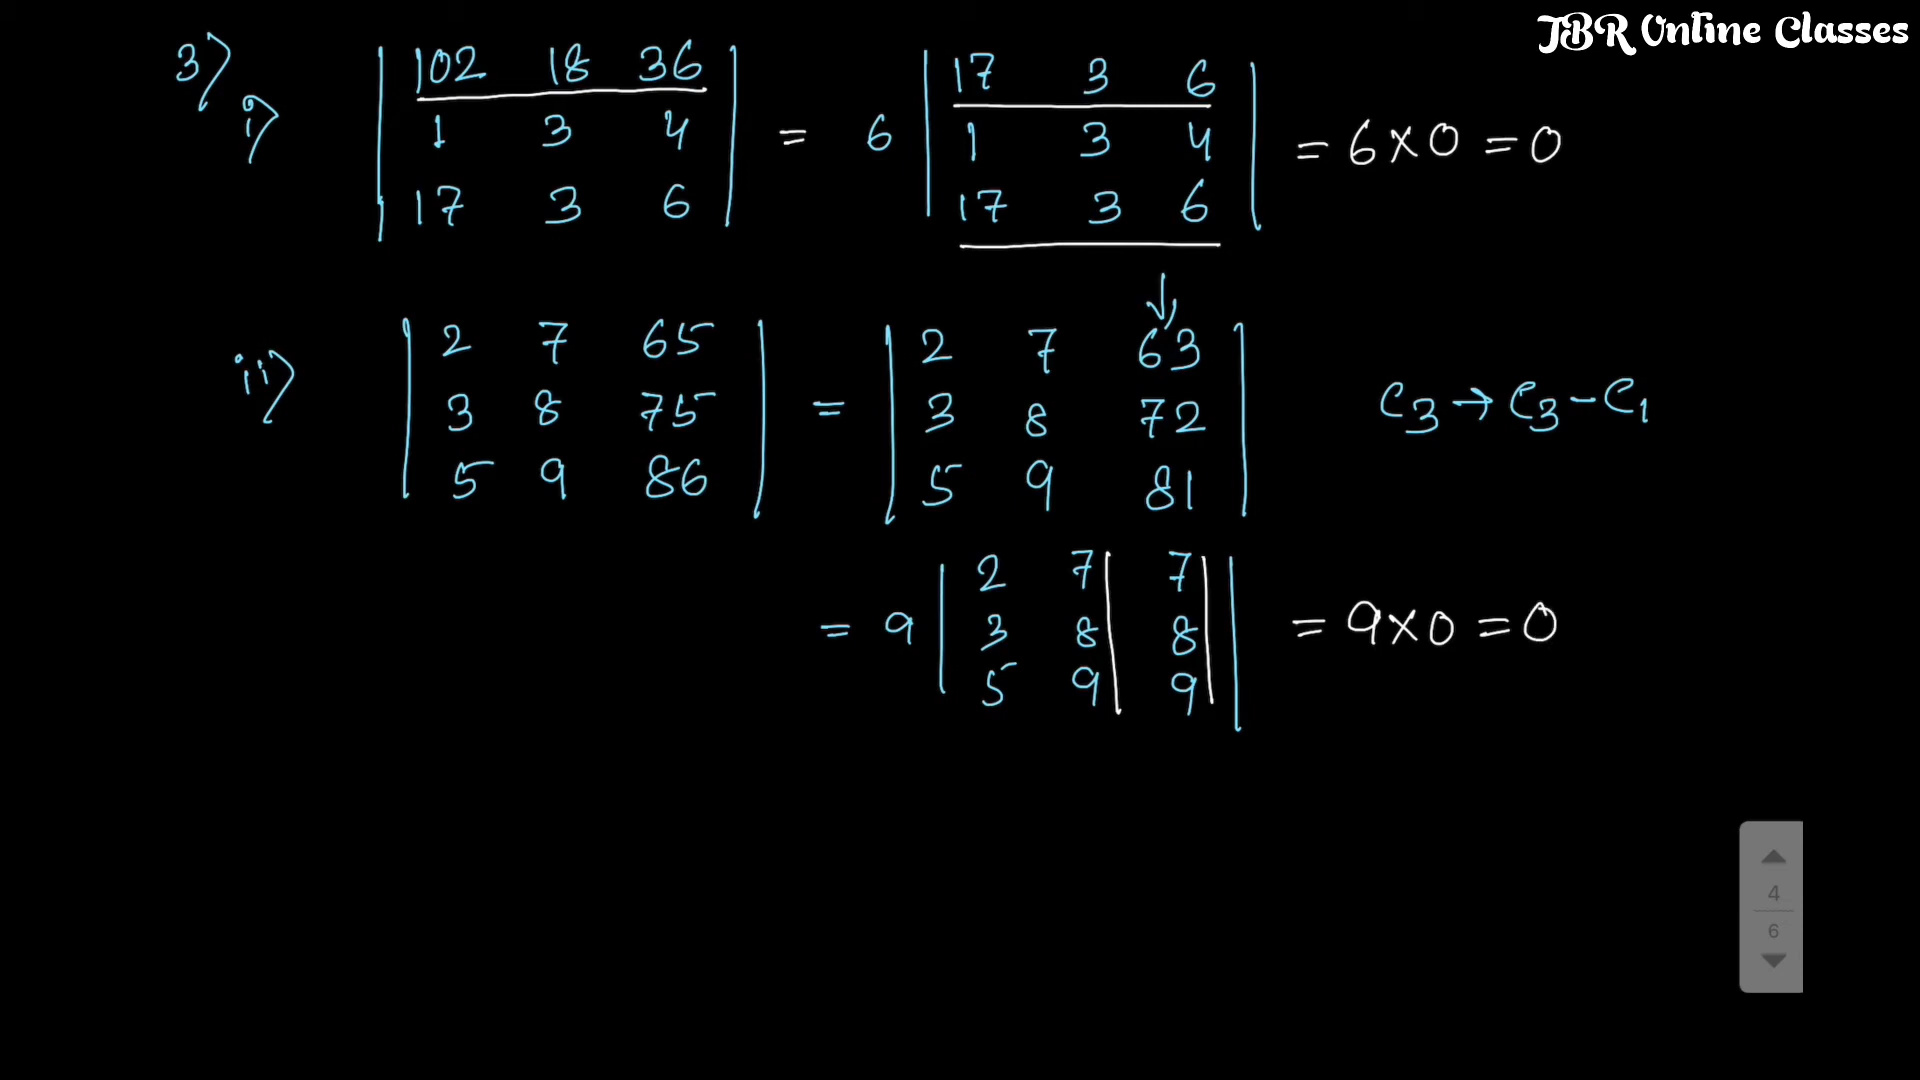 JBR Online Classes
3)
i) | 102 18 36 | = 6 | 17 3 6 | = 6×0 = 0
| 1 3 4 | | 1 3 4 |
| 17 3 6 | | 17 3 6 |
ii) | 2 7 65 | = | 2 7 63 | C3 → C3 - C1
| 3 8 75 | | 3 8 72 |
| 5 9 86 | | 5 9 81 |
= 9 | 2 7 7 | = 9×0 = 0
| 3 8 8 |
| 5 9 9 |
4
6